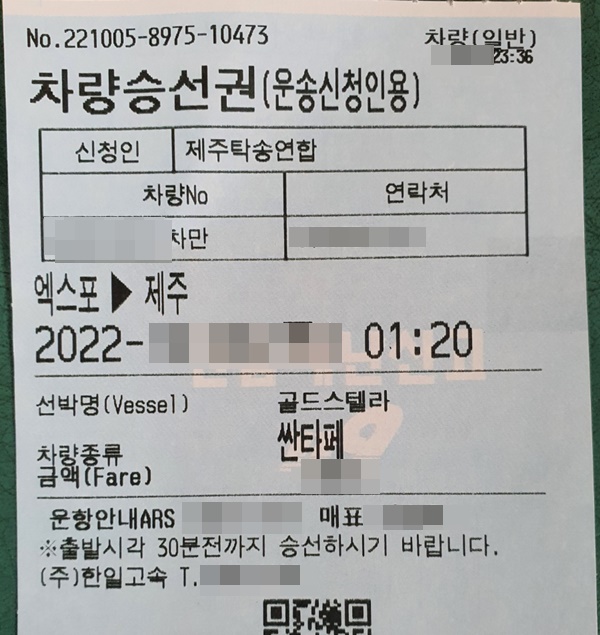 No.221005-8975-10473 차량(일반)
23:36
차량승선권(운송신청인용)
신청인 제주탁송연합
차량No 연락처
차만
엑스포 ▶ 제주
2022- 01:20
선박명(Vessel) 골드스텔라
차량종류 싼타페
금액(Fare)
운항안내ARS 매표
※출발시각 30분전까지 승선하시기 바랍니다.
(주)한일고속 T.